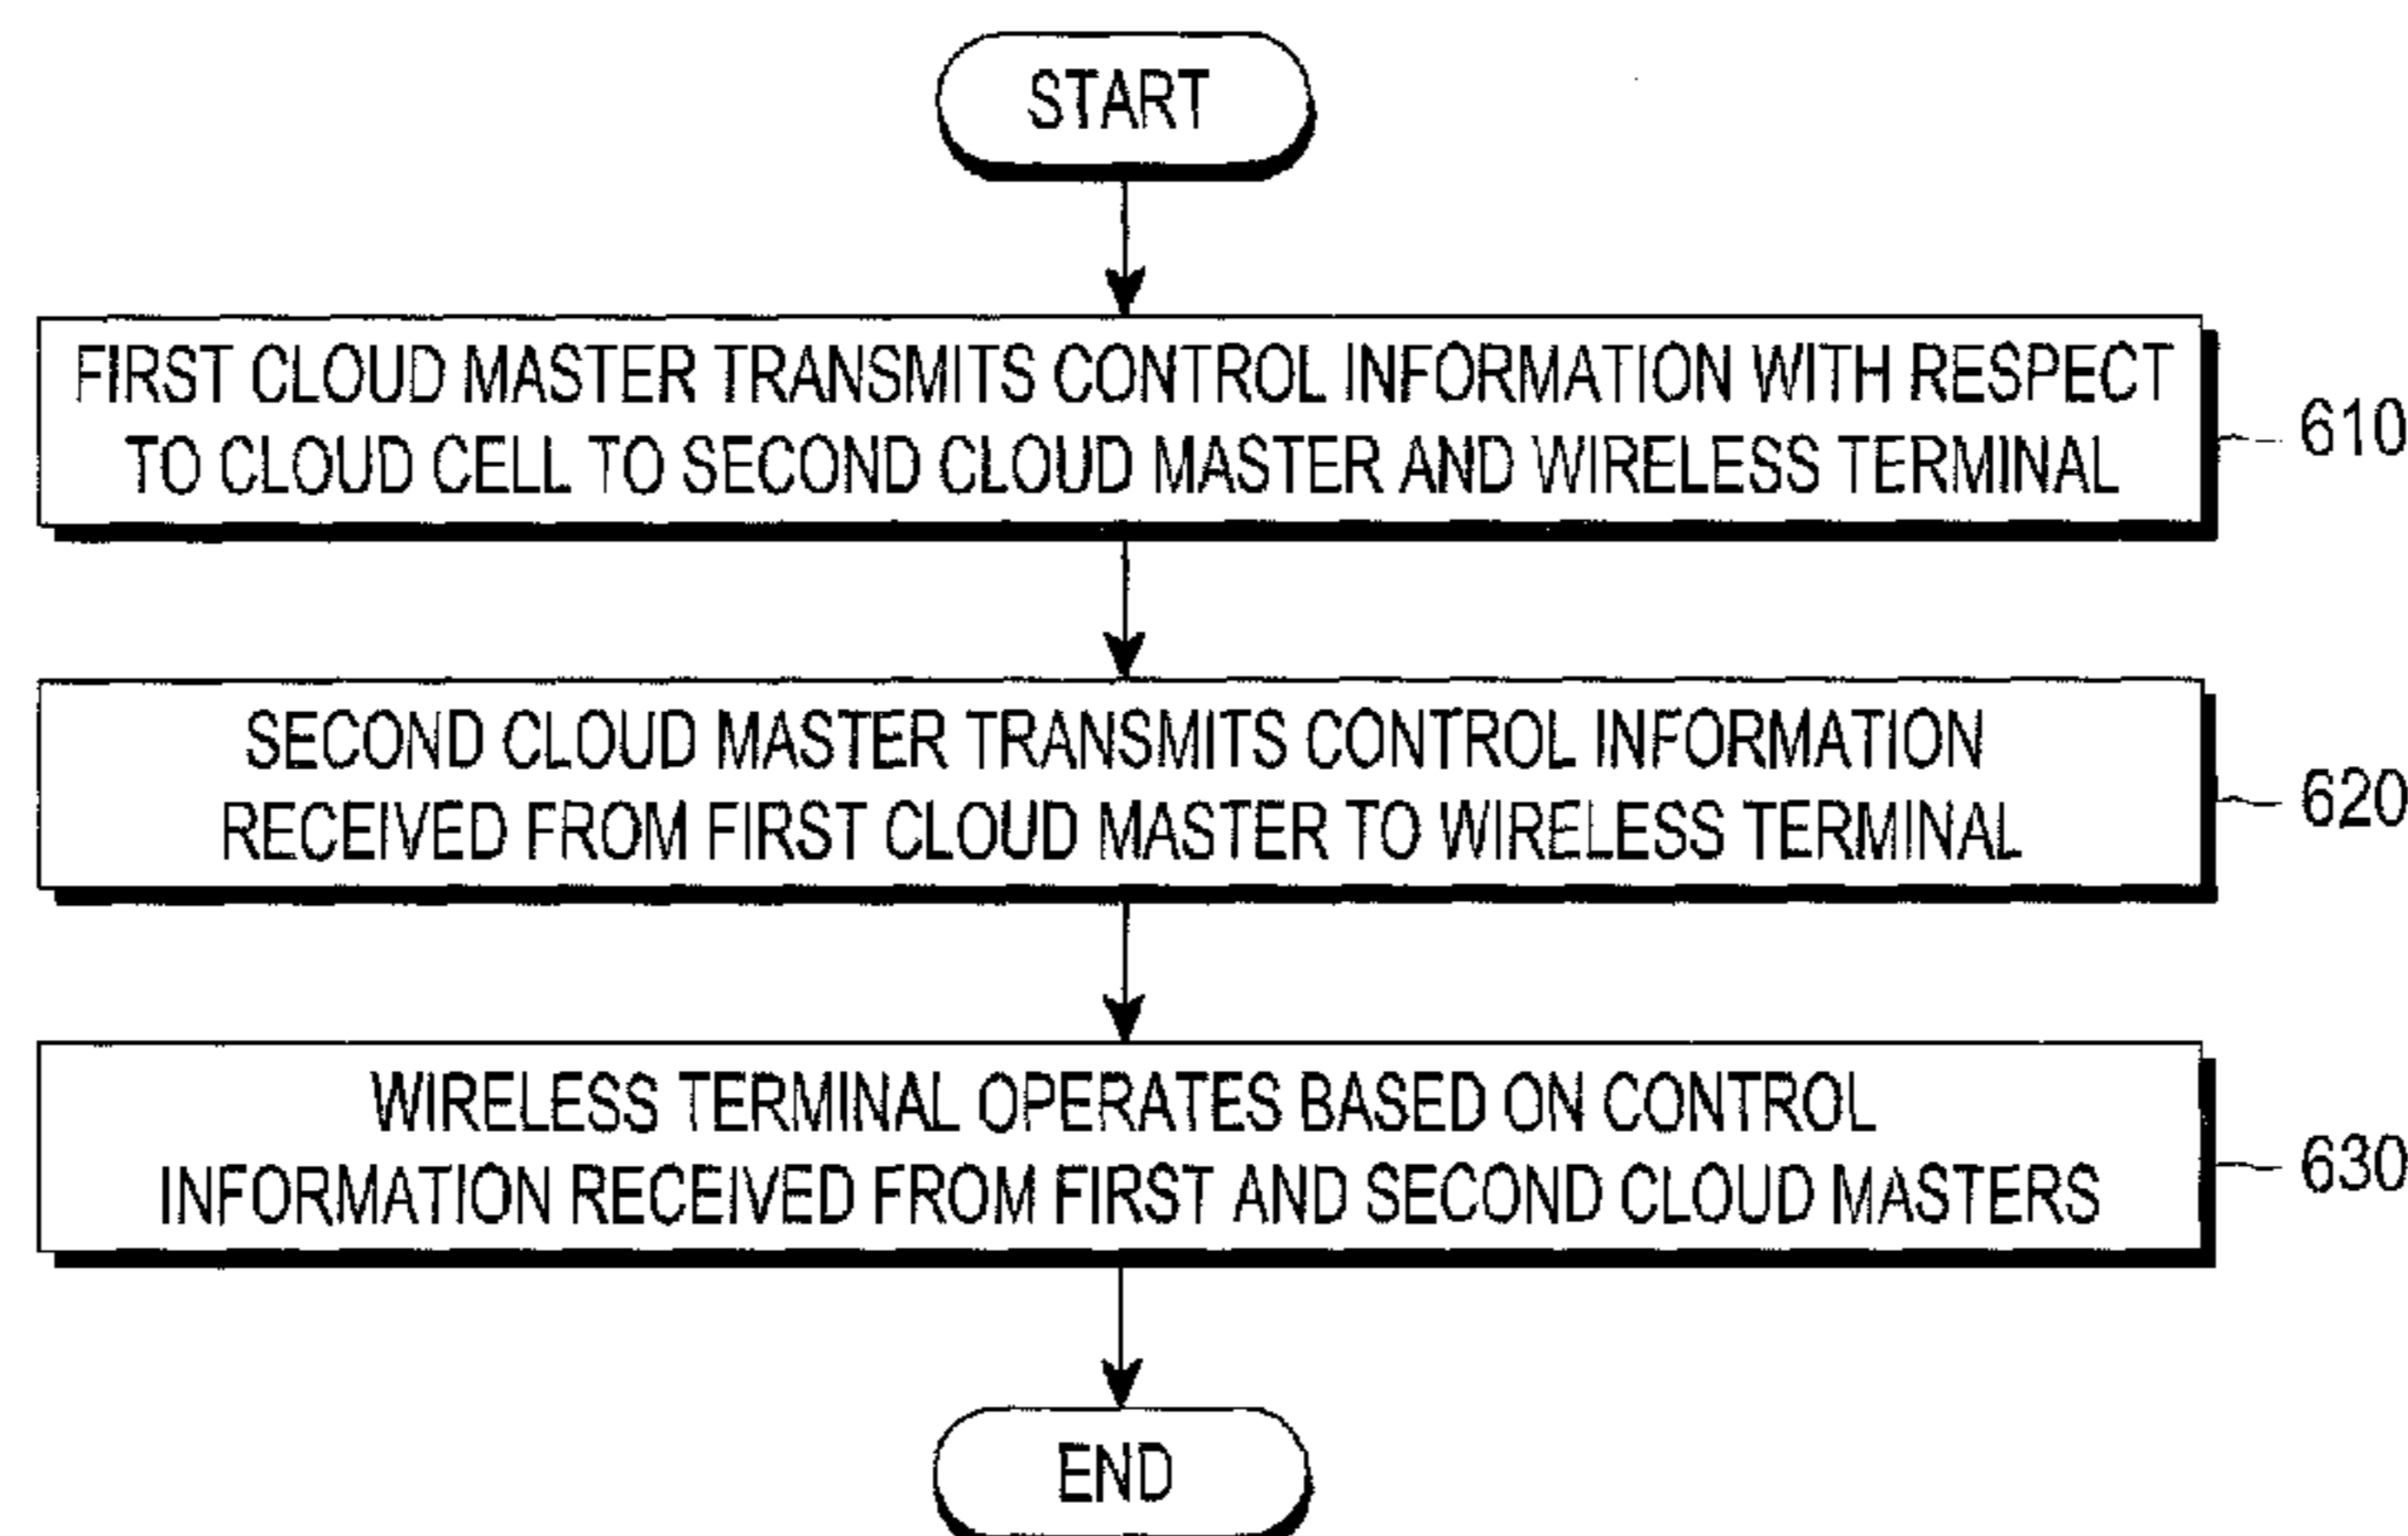 START
FIRST CLOUD MASTER TRANSMITS CONTROL INFORMATION WITH RESPECT
TO CLOUD CELL TO SECOND CLOUD MASTER AND WIRELESS TERMINAL
610
SECOND CLOUD MASTER TRANSMITS CONTROL INFORMATION
RECEIVED FROM FIRST CLOUD MASTER TO WIRELESS TERMINAL
620
WIRELESS TERMINAL OPERATES BASED ON CONTROL
INFORMATION RECEIVED FROM FIRST AND SECOND CLOUD MASTERS
630
END